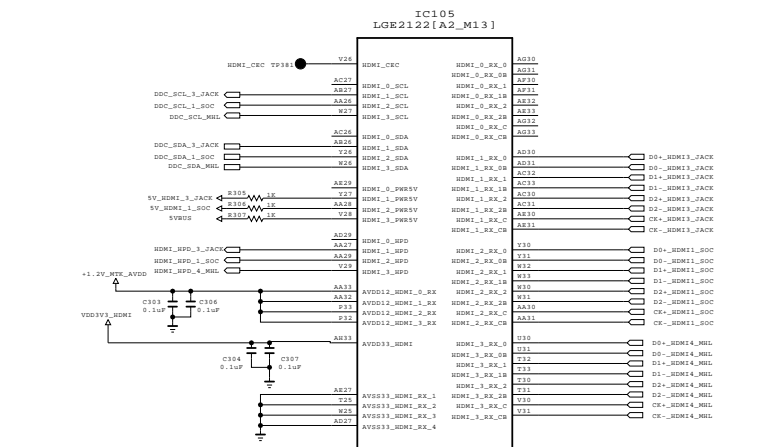 IC105
LGE2122[A2_M13]
HDMI_CEC TP381 V26 HDMI_CEC HDMI_0_RX_0 AG30
HDMI_0_RX_0B AG31
AC27 HDMI_0_SCL HDMI_0_RX_1 AF30
DDC_SCL_3_JACK AB27 HDMI_1_SCL HDMI_0_RX_1B AF31
DDC_SCL_1_SOC AA26 HDMI_2_SCL HDMI_0_RX_2 AE32
DDC_SCL_MHL W27 HDMI_3_SCL HDMI_0_RX_2B AE33
HDMI_0_RX_C AG32
AC26 HDMI_0_SDA HDMI_0_RX_CB AG33
DDC_SDA_3_JACK AB26 HDMI_1_SDA
DDC_SDA_1_SOC Y26 HDMI_2_SDA HDMI_1_RX_0 AD30 D0+_HDMI3_JACK
DDC_SDA_MHL W26 HDMI_3_SDA HDMI_1_RX_0B AD31 D0-_HDMI3_JACK
HDMI_1_RX_1 AC32 D1+_HDMI3_JACK
AE29 HDMI_0_PWR5V HDMI_1_RX_1B AC33 D1-_HDMI3_JACK
5V_HDMI_3_JACK R305 1K Y27 HDMI_1_PWR5V HDMI_1_RX_2 AC30 D2+_HDMI3_JACK
5V_HDMI_1_SOC R306 1K AA28 HDMI_2_PWR5V HDMI_1_RX_2B AC31 D2-_HDMI3_JACK
5VBUS R307 1K V28 HDMI_3_PWR5V HDMI_1_RX_C AE30 CK+_HDMI3_JACK
HDMI_1_RX_CB AE31 CK-_HDMI3_JACK
AD29 HDMI_0_HPD
HDMI_HPD_3_JACK AA27 HDMI_1_HPD HDMI_2_RX_0 Y30 D0+_HDMI1_SOC
HDMI_HPD_1_SOC AA29 HDMI_2_HPD HDMI_2_RX_0B Y31 D0-_HDMI1_SOC
+1.2V_MTK_AVDD HDMI_HPD_4_MHL V29 HDMI_3_HPD HDMI_2_RX_1 W32 D1+_HDMI1_SOC
HDMI_2_RX_1B W33 D1-_HDMI1_SOC
AA33 AVDD12_HDMI_0_RX HDMI_2_RX_2 W30 D2+_HDMI1_SOC
C303 0.1uF C306 0.1uF AA32 AVDD12_HDMI_1_RX HDMI_2_RX_2B W31 D2-_HDMI1_SOC
P33 AVDD12_HDMI_2_RX HDMI_2_RX_C AA30 CK+_HDMI1_SOC
VDD3V3_HDMI P32 AVDD12_HDMI_3_RX HDMI_2_RX_CB AA31 CK-_HDMI1_SOC
AH33 AVDD33_HDMI HDMI_3_RX_0 U30 D0+_HDMI4_MHL
HDMI_3_RX_0B U31 D0-_HDMI4_MHL
C304 0.1uF C307 0.1uF HDMI_3_RX_1 T32 D1+_HDMI4_MHL
HDMI_3_RX_1B T33 D1-_HDMI4_MHL
HDMI_3_RX_2 T30 D2+_HDMI4_MHL
AE27 AVSS33_HDMI_RX_1 HDMI_3_RX_2B T31 D2-_HDMI4_MHL
T25 AVSS33_HDMI_RX_2 HDMI_3_RX_C V30 CK+_HDMI4_MHL
W25 AVSS33_HDMI_RX_3 HDMI_3_RX_CB V31 CK-_HDMI4_MHL
AD27 AVSS33_HDMI_RX_4